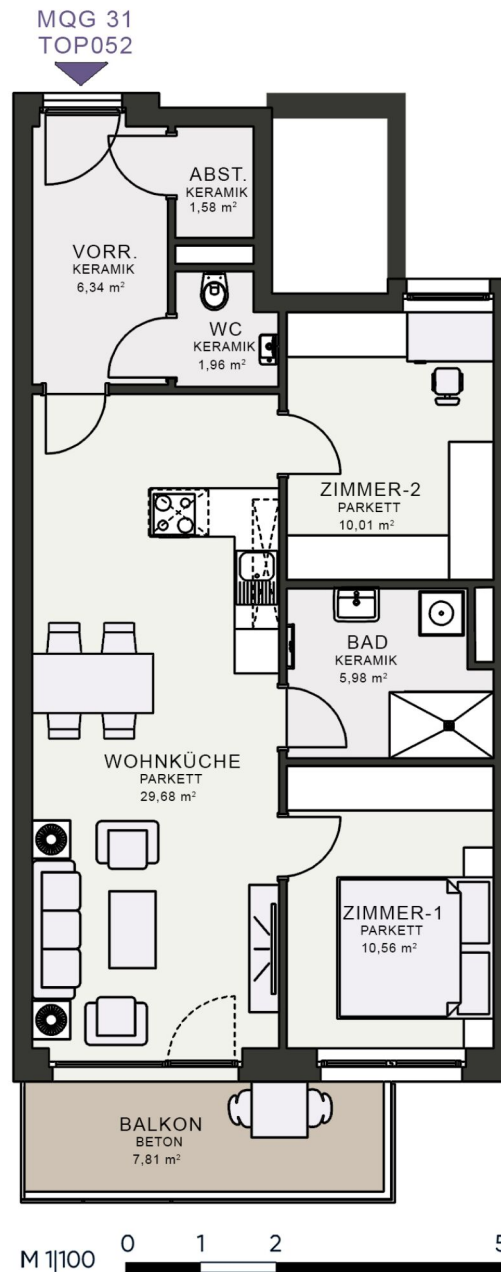 MQG 31
TOP052
ABST.
KERAMIK
1,58 m²
VORR.
KERAMIK
6,34 m²
WC
KERAMIK
1,96 m²
ZIMMER-2
PARKETT
10,01 m²
BAD
KERAMIK
5,98 m²
WOHNKÜCHE
PARKETT
29,68 m²
ZIMMER-1
PARKETT
10,56 m²
BALKON
BETON
7,81 m²
M 1|100 0 1 2 5